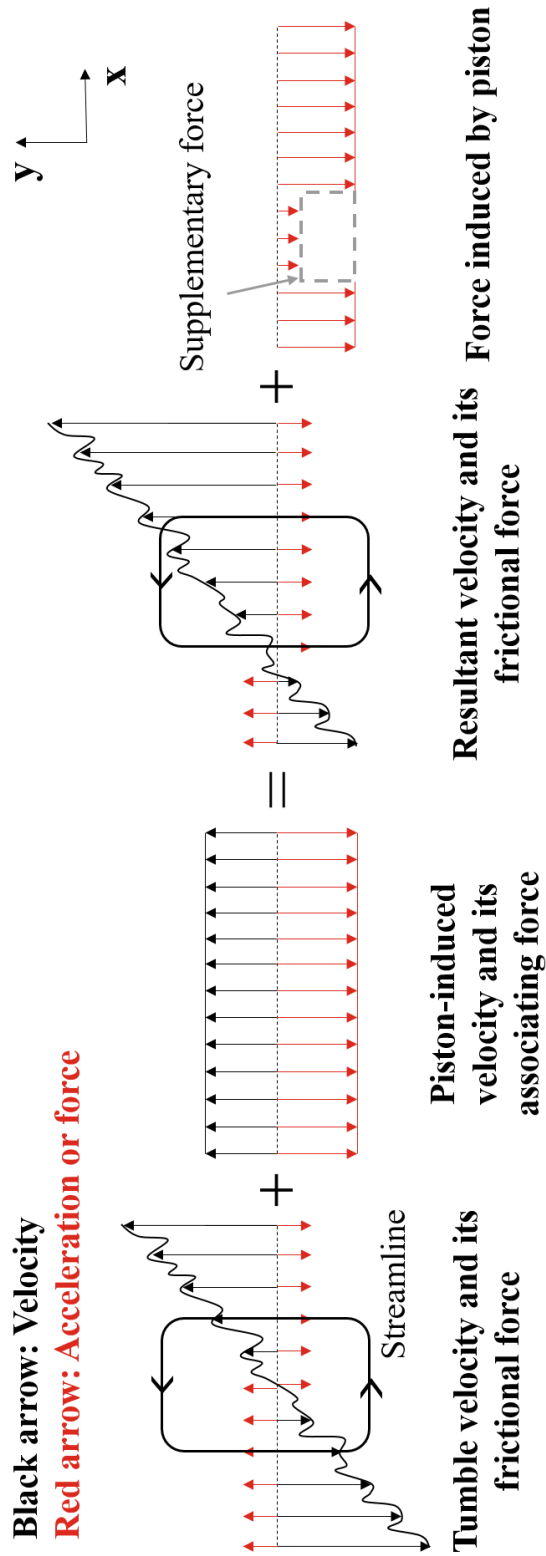 Black arrow: Velocity
Red arrow: Acceleration or force
y
x
Supplementary force
Streamline
+
=
+
Tumble velocity and its
frictional force
Piston-induced
velocity and its
associating force
Resultant velocity and its
frictional force
Force induced by piston